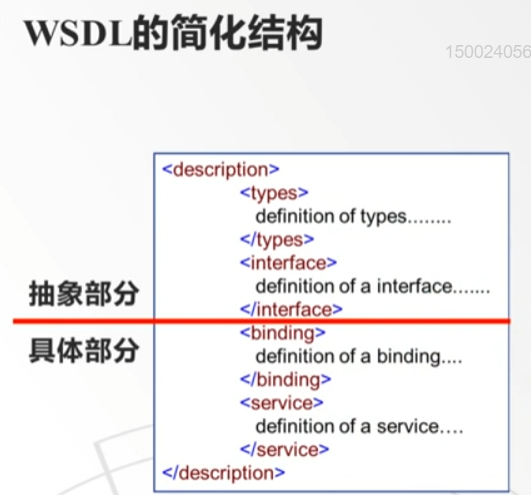 WSDL的简化结构
150024056
<description>
<types>
definition of types........
</types>
<interface>
definition of a interface.......
抽象部分
</interface>
<binding>
具体部分
definition of a binding....
</binding>
<service>
definition of a service....
</service>
</description>